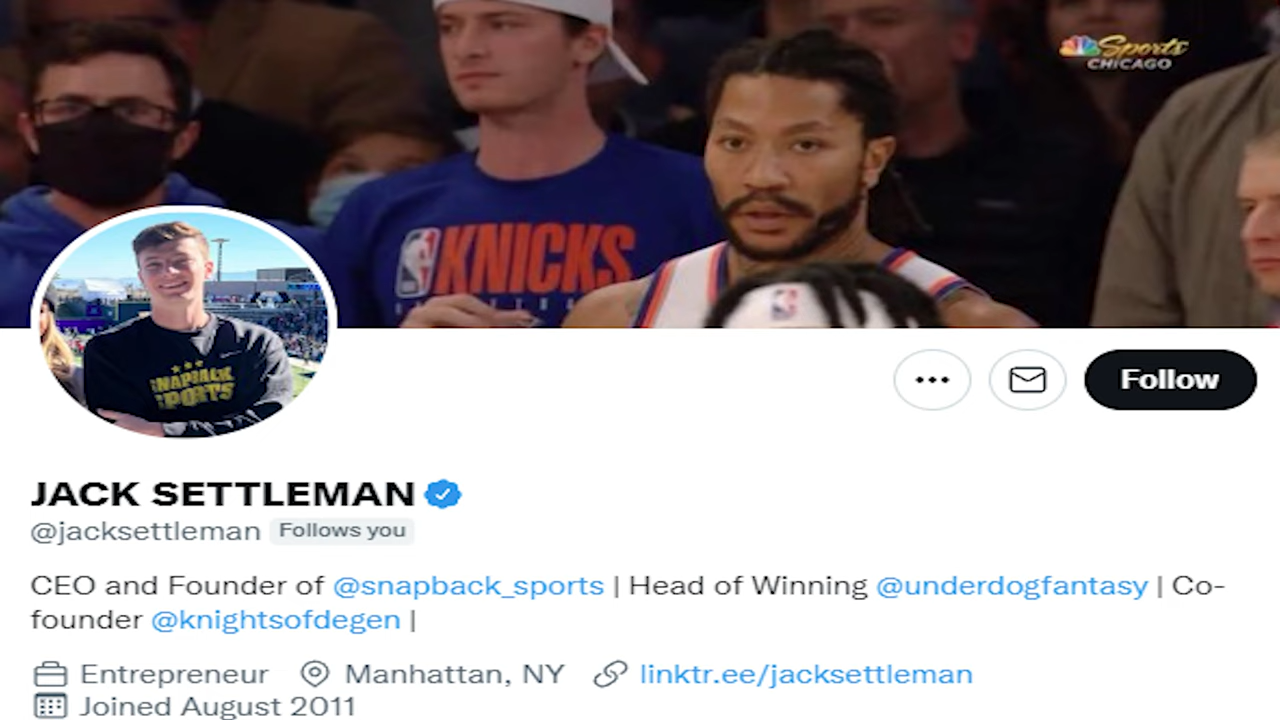 Sports
CHICAGO
KNICKS
SNAPBACK
SPORTS
Follow
JACK SETTLEMAN
@jacksettleman Follows you
CEO and Founder of @snapback_sports | Head of Winning @underdogfantasy | Co-
founder @knightsofdegen |
Entrepreneur Manhattan, NY linktr.ee/jacksettleman
Joined August 2011